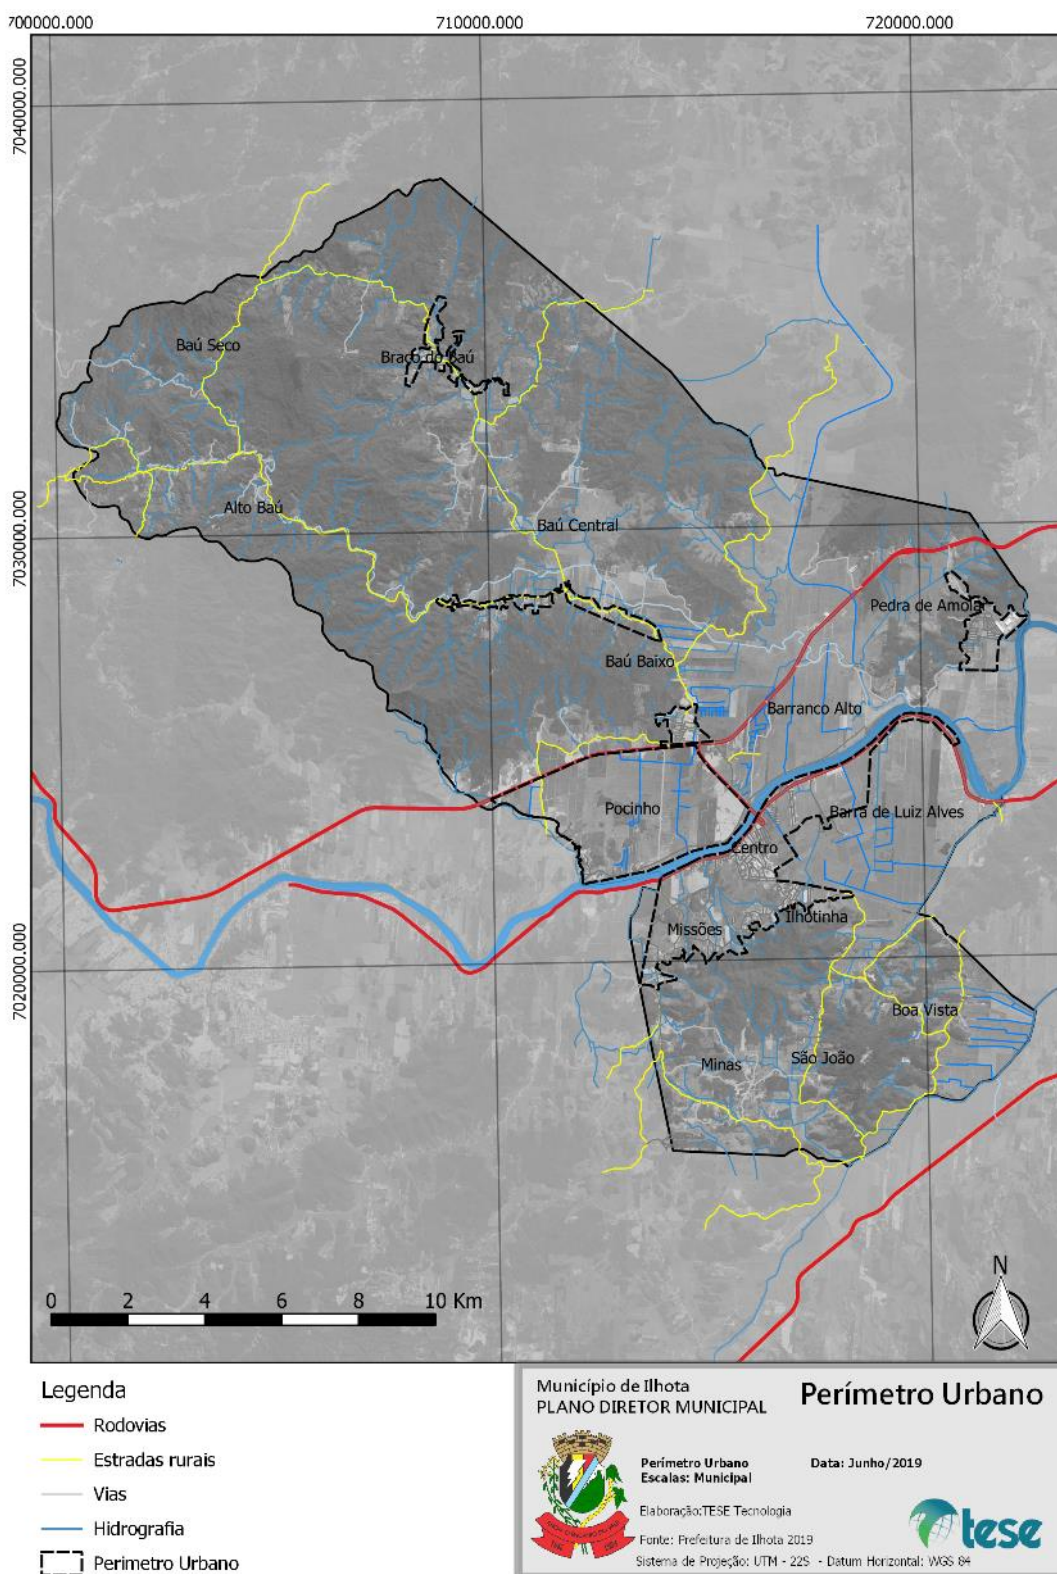 700000.000
710000.000
720000.000
7040000.000
7030000.000
7020000.000
Baú Seco
Braço do Baú
Alto Baú
Baú Central
Pedra de Amolar
Baú Baixo
Barranco Alto
Pocinho
Barra de Luiz Alves
Centro
Ilhotinha
Missões
Boa Vista
São João
Minas
N
0 2 4 6 8 10 Km
Legenda
Rodovias
Estradas rurais
Vias
Hidrografia
Perimetro Urbano
Município de Ilhota
PLANO DIRETOR MUNICIPAL
Perímetro Urbano
Perímetro Urbano
Data: Junho/2019
Escalas: Municipal
Elaboração:TESE Tecnologia
Fonte: Prefeitura de Ilhota 2019
Sistema de Projeção: UTM - 22S - Datum Horizontal: WGS 84
tese